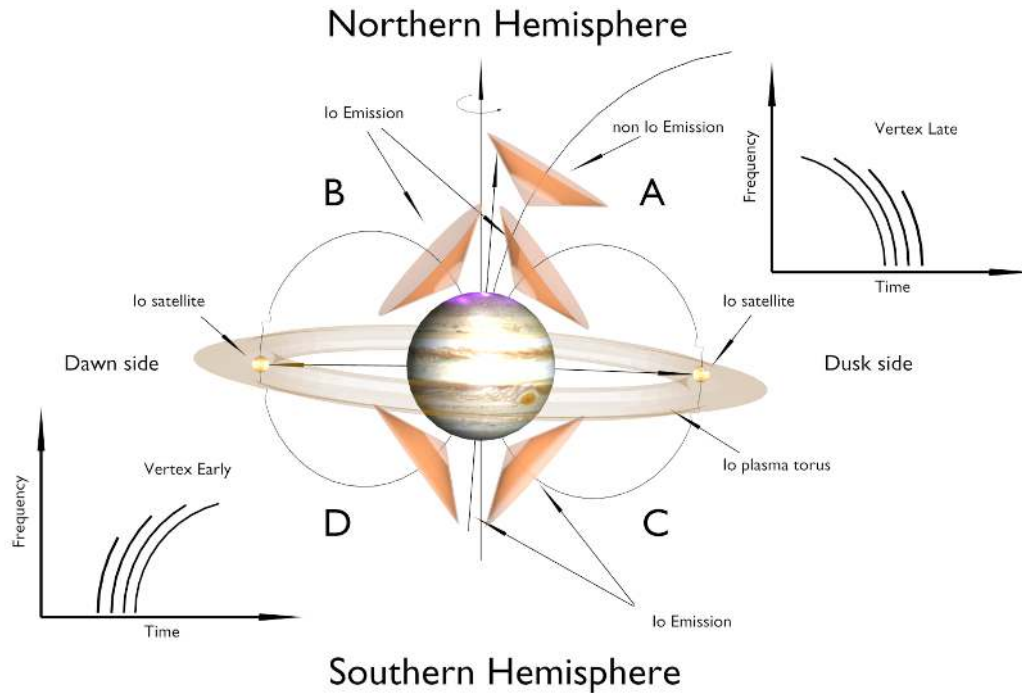 Northern Hemisphere
Io Emission
non Io Emission
B
A
Frequency
Vertex Late
Time
Io satellite
Io satellite
Dawn side
Dusk side
Frequency
Vertex Early
Time
Io plasma torus
D
C
Io Emission
Southern Hemisphere